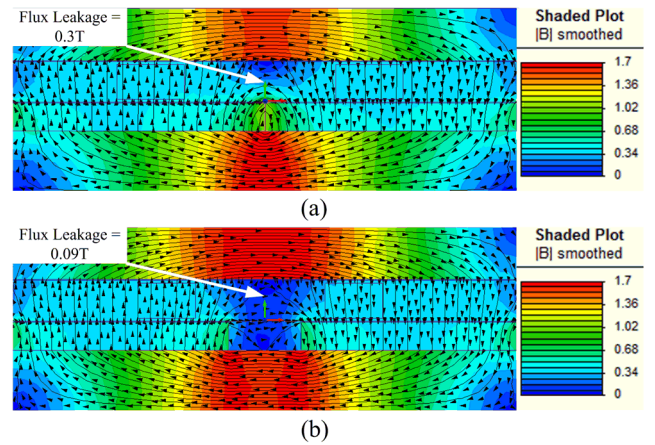 Flux Leakage =
0.3T
Shaded Plot
|B| smoothed
1.7
1.36
1.02
0.68
0.34
0
(a)
Flux Leakage =
0.09T
Shaded Plot
|B| smoothed
1.7
1.36
1.02
0.68
0.34
0
(b)